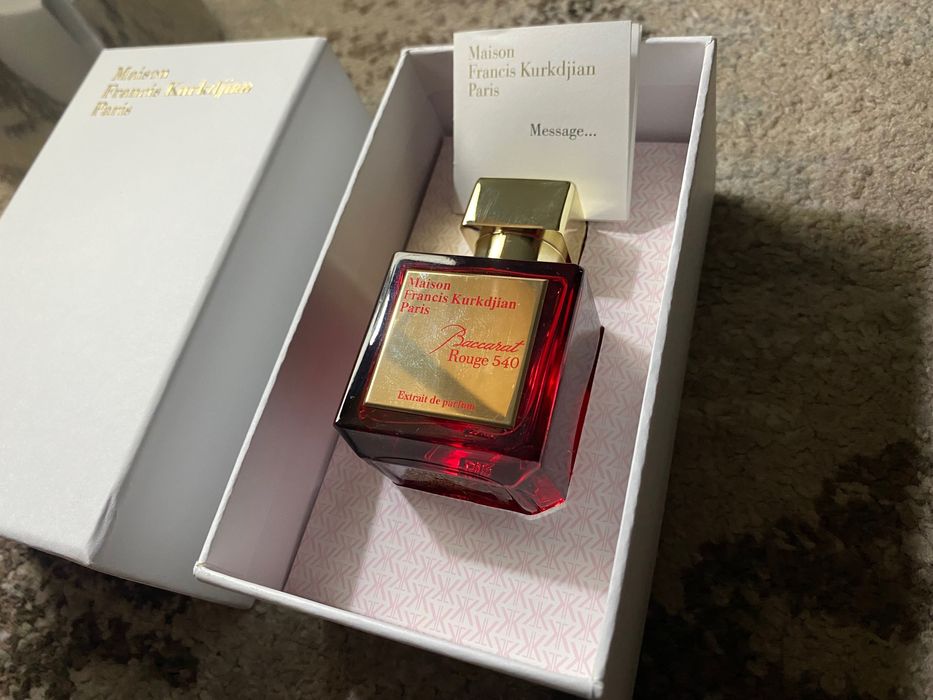 Maison
Francis Kurkdjian
Paris
Maison
Francis Kurkdjian
Paris
Message...
Maison
Francis Kurkdjian
Paris
Baccarat
Rouge 540
Extrait de parfum